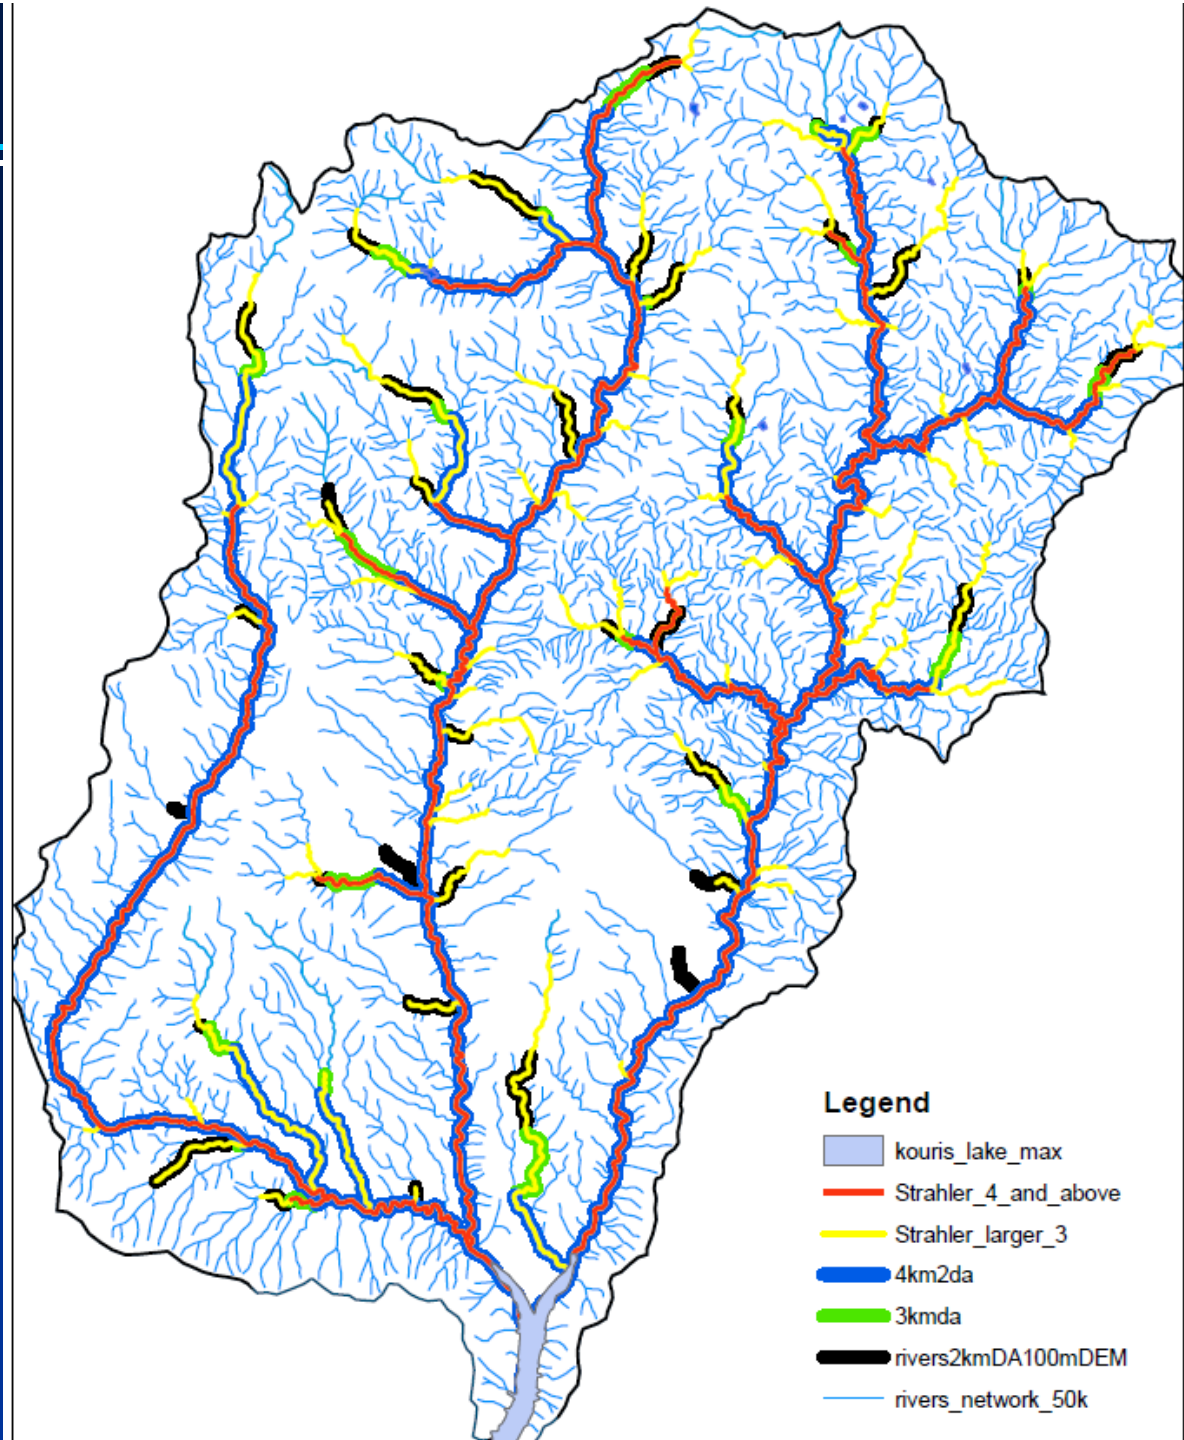 Legend
kouris_lake_max
Strahler_4_and_above
Strahler_larger_3
4km2da
3kmda
rivers2kmDA100mDEM
rivers_network_50k